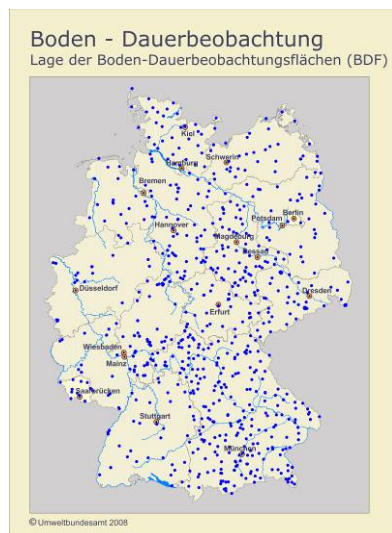 Boden - Dauerbeobachtung
Lage der Boden-Dauerbeobachtungsflächen (BDF)
Kiel
Schwerin
Hamburg
Bremen
Berlin
Potsdam
Hannover
Magdeburg
Dessau
Düsseldorf
Dresden
Erfurt
Wiesbaden
Mainz
Saarbrücken
Stuttgart
München
© Umweltbundesamt 2008